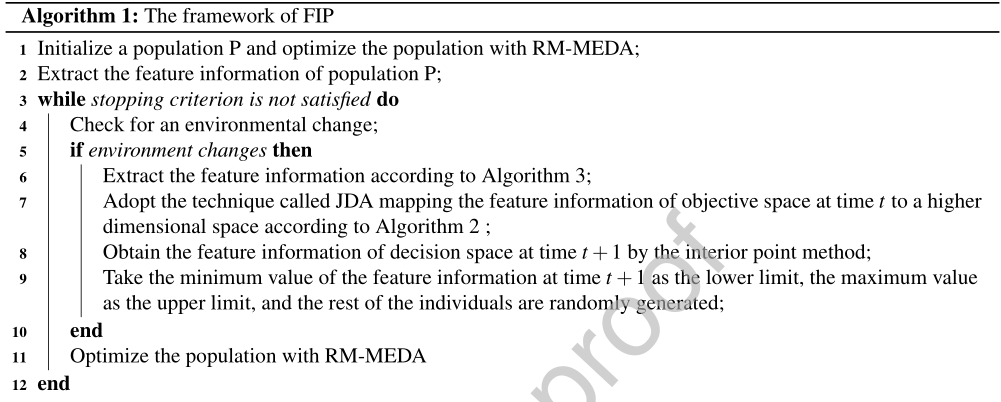 Algorithm 1: The framework of FIP
1 Initialize a population P and optimize the population with RM-MEDA;
2 Extract the feature information of population P;
3 while stopping criterion is not satisfied do
4 Check for an environmental change;
5 if environment changes then
6 Extract the feature information according to Algorithm 3;
7 Adopt the technique called JDA mapping the feature information of objective space at time t to a higher
dimensional space according to Algorithm 2 ;
8 Obtain the feature information of decision space at time t + 1 by the interior point method;
9 Take the minimum value of the feature information at time t + 1 as the lower limit, the maximum value
as the upper limit, and the rest of the individuals are randomly generated;
10 end
11 Optimize the population with RM-MEDA
12 end
proof